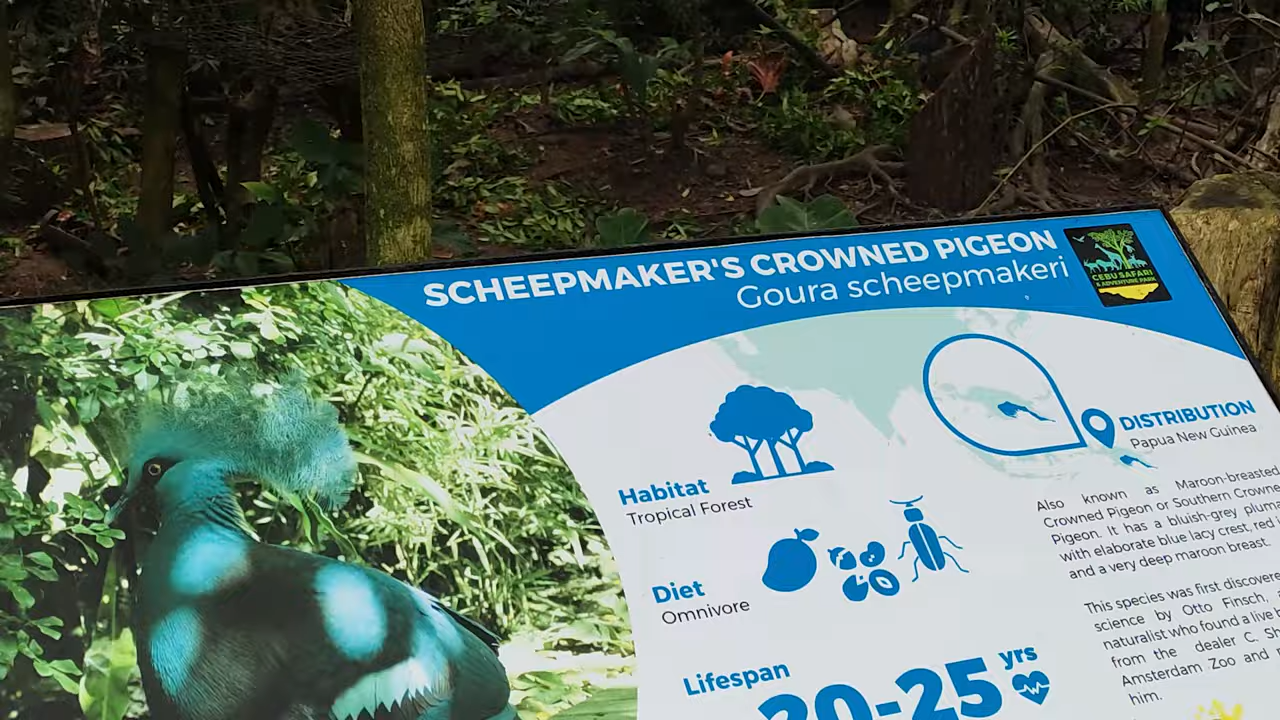 SCHEEPMAKER'S CROWNED PIGEON
Goura scheepmakeri
CEBU SAFARI
& ADVENTURE PARK
DISTRIBUTION
Papua New Guinea
Habitat
Tropical Forest
Diet
Omnivore
Lifespan
20-25 yrs
Also known as Maroon-breasted
Crowned Pigeon or Southern Crowne
Pigeon. It has a bluish-grey plum
with elaborate blue lacy crest, red
and a very deep maroon breast.
This species was first discovere
science by Otto Finsch,
naturalist who found a live
from the dealer C. Sh
Amsterdam Zoo and
him.